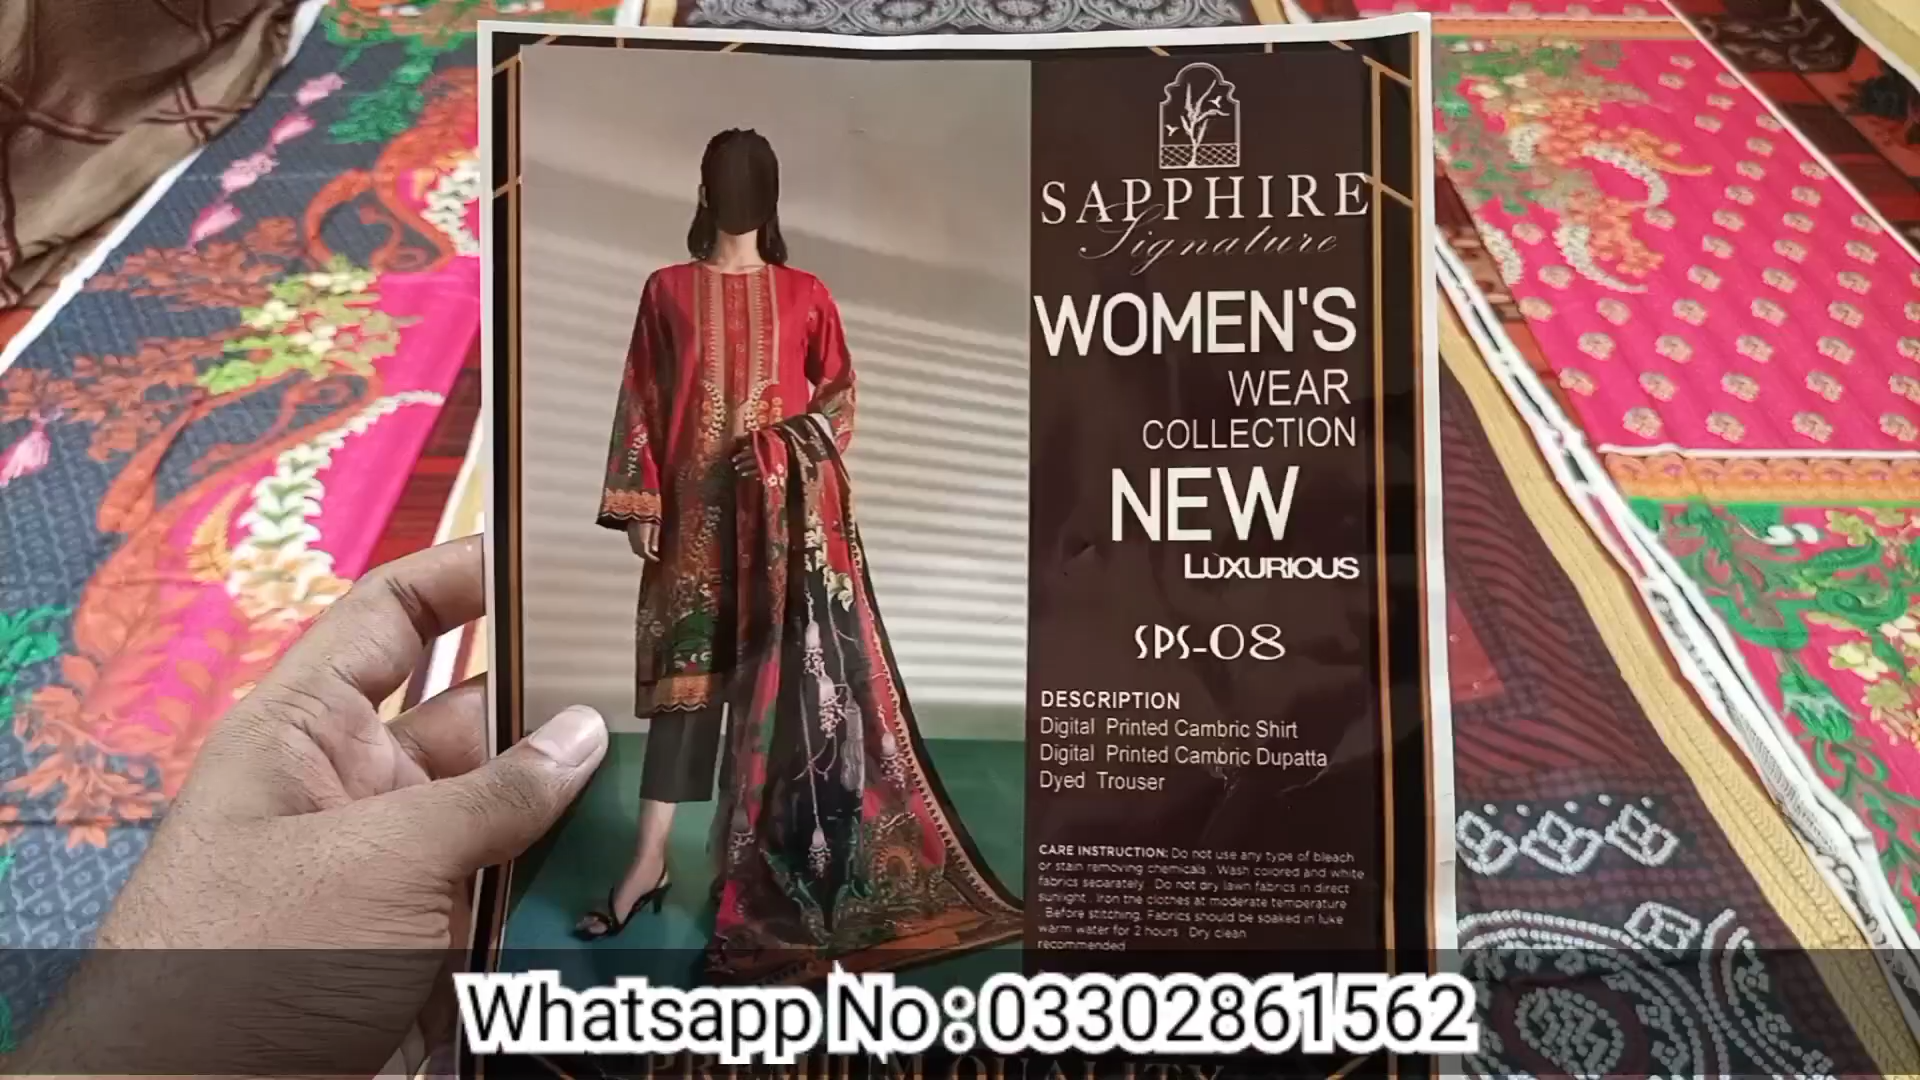 SAPPHIRE
Signature
WOMEN'S
WEAR
COLLECTION
NEW
LUXURIOUS
SPS-08
DESCRIPTION
Digital Printed Cambric Shirt
Digital Printed Cambric Dupatta
Dyed Trouser
CARE INSTRUCTION: Do not use any type of bleach
or stain removing chemicals . Wash colored and white
fabrics separately . Do not dry lawn fabrics in direct
sunlight . Iron the clothes at moderate temperature
. Before stitching, Fabrics should be soaked in luke
warm water for 2 hours . Dry clean
recommended
Whatsapp No:03302861562
PREMIUM QUALITY